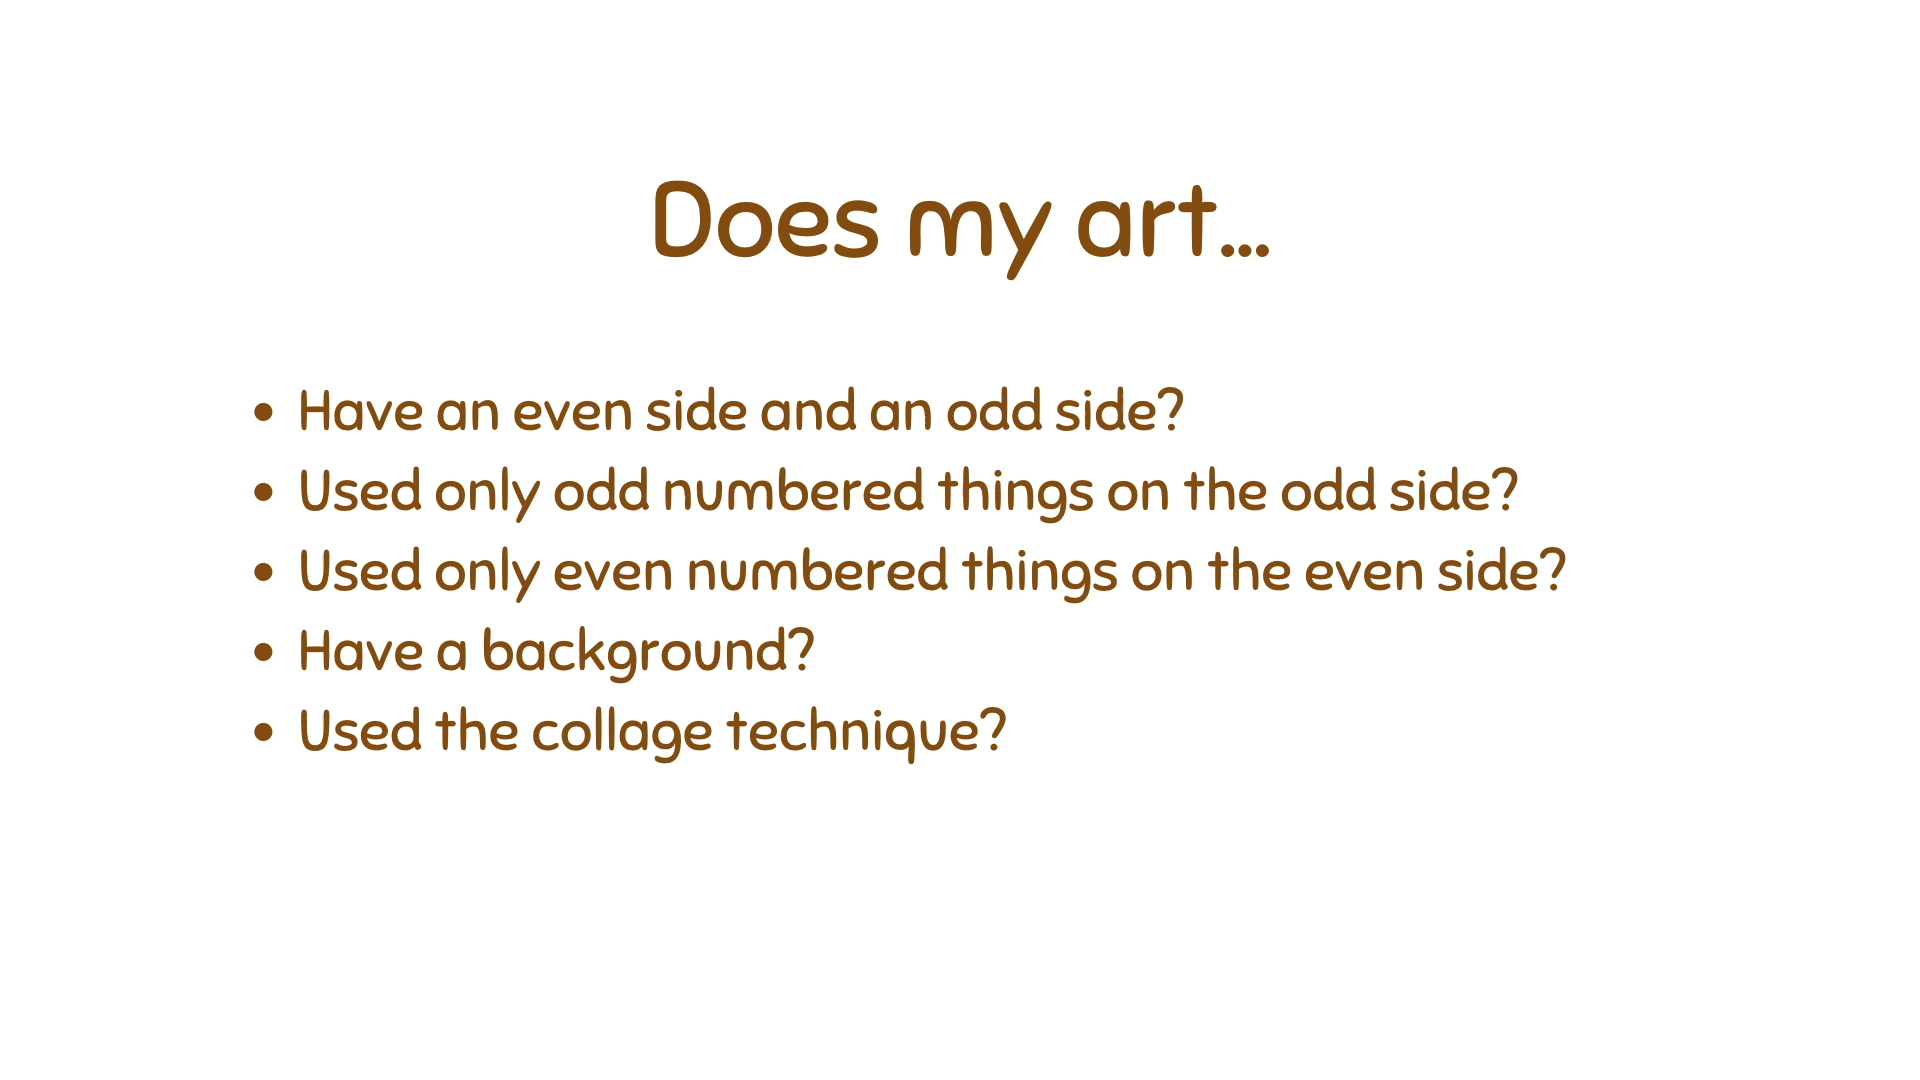 Does my art...
• Have an even side and an odd side?
• Used only odd numbered things on the odd side?
• Used only even numbered things on the even side?
• Have a background?
• Used the collage technique?